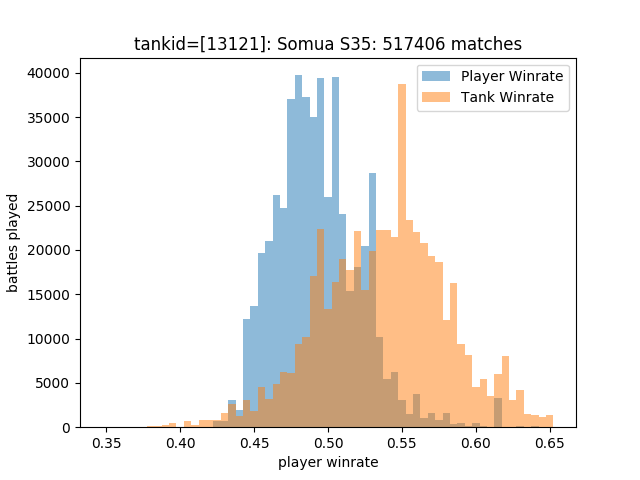 tankid=[13121]: Somua S35: 517406 matches
Player Winrate
Tank Winrate
battles played
40000
35000
30000
25000
20000
15000
10000
5000
0
0.35 0.40 0.45 0.50 0.55 0.60 0.65
player winrate